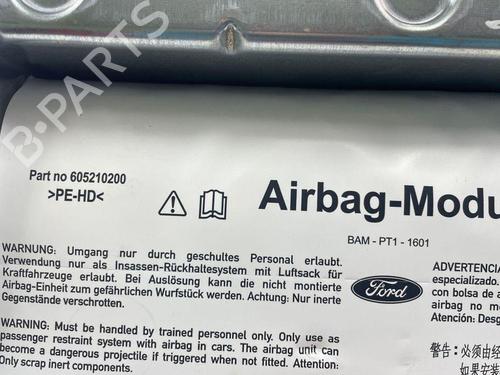 B-PARTS
Part no 605210200
>PE-HD<
Airbag-Modu
BAM - PT1 - 1601
WARNUNG: Umgang nur durch geschultes Personal erlaubt.
Verwendung nur als Insassen-Rückhaltesystem mit Luftsack für
Kraftfahrzeuge erlaubt. Bei Auslösung kann die nicht montierte
Airbag-Einheit zum gefährlichen Wurfstück werden. Achtung: Nur inerte
Gegenstände verschrotten.
Ford
ADVERTENCIA
especializado.
con bolsa de a
airbag no mo
Atención: Desg
WARNING: Must be handled by trained personnel only. Only use as
passenger restraint system with airbag in cars. The airbag unit can
become a dangerous projectile if triggered when not fitted. Attention:
Only scrap inert components.
警告:必须由经
如果安装